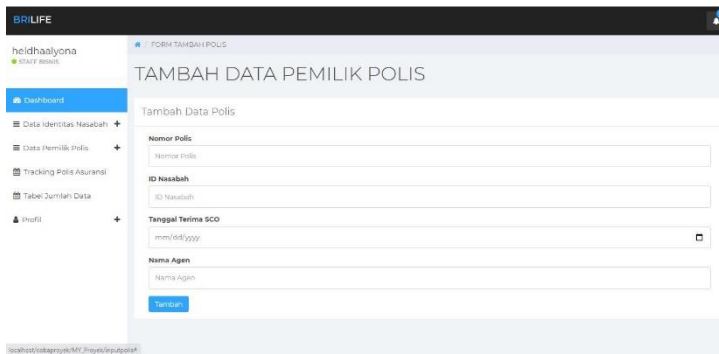 BRILIFE
heldhaalyona
STAFF BISNIS
Dashboard
Data Identitas Nasabah
Data Pemilik Polis
Tracking Polis Asuransi
Tabel Jumlah Data
Profil
/ FORM TAMBAH POLIS
TAMBAH DATA PEMILIK POLIS
Tambah Data Polis
Nomor Polis
Nomor Polis
ID Nasabah
ID Nasabah
Tanggal Terima SCO
mm/dd/yyyy
Nama Agen
Nama Agen
Tambah